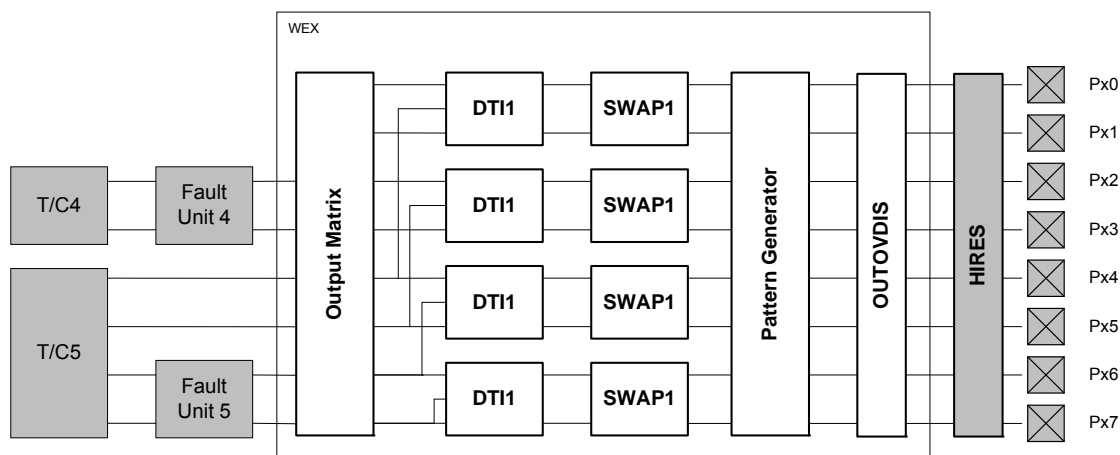 WEX
Output Matrix
DTI1
SWAP1
Pattern Generator
OUTOVDIS
HIRES
Px0
Px1
T/C4
Fault
Unit 4
DTI1
SWAP1
Px2
Px3
T/C5
DTI1
SWAP1
Px4
Px5
Fault
Unit 5
DTI1
SWAP1
Px6
Px7